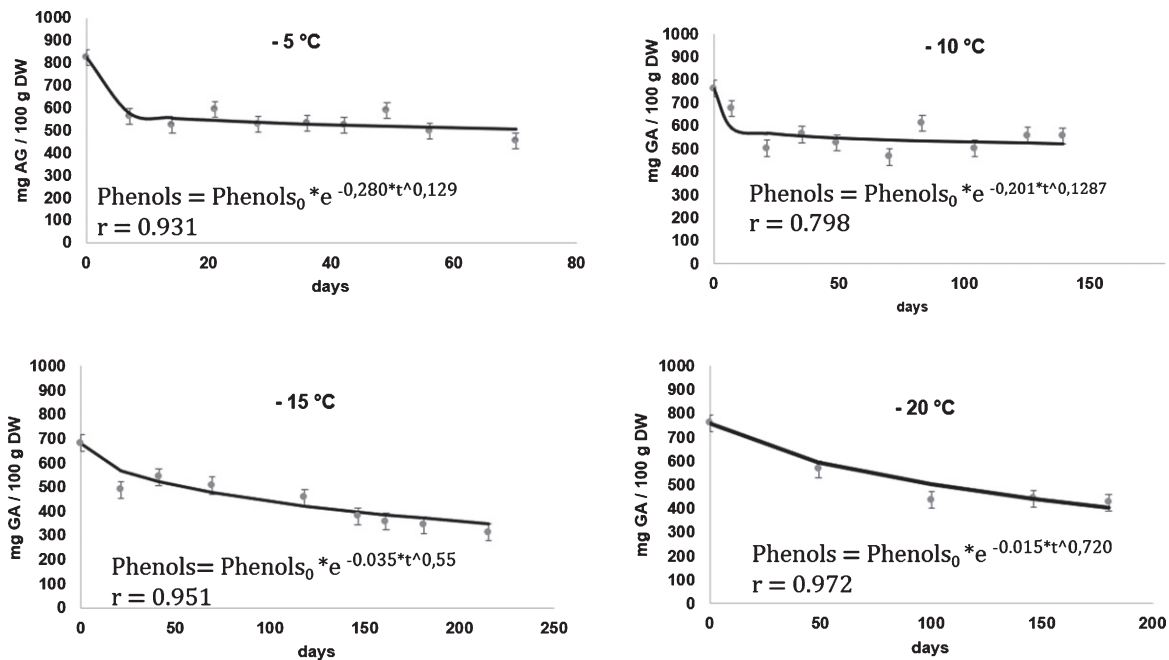 - 5 °C
mg AG / 100 g DW
1000
900
800
700
600
500
400
300
200
100
0
Phenols = Phenols₀ *e -0,280*t^0,129
r = 0.931
0 20 40 60 80
days
- 10 °C
mg GA / 100 g DW
1000
900
800
700
600
500
400
300
200
100
0
Phenols = Phenols₀ *e -0,201*t^0,1287
r = 0.798
0 50 100 150
days
- 15 °C
mg GA / 100 g DW
1000
900
800
700
600
500
400
300
200
100
0
Phenols= Phenols₀ *e -0.035*t^0,55
r = 0.951
0 50 100 150 200 250
days
- 20 °C
mg GA / 100 g DW
1000
900
800
700
600
500
400
300
200
100
0
Phenols = Phenols₀ *e -0.015*t^0,720
r = 0.972
0 50 100 150 200
days